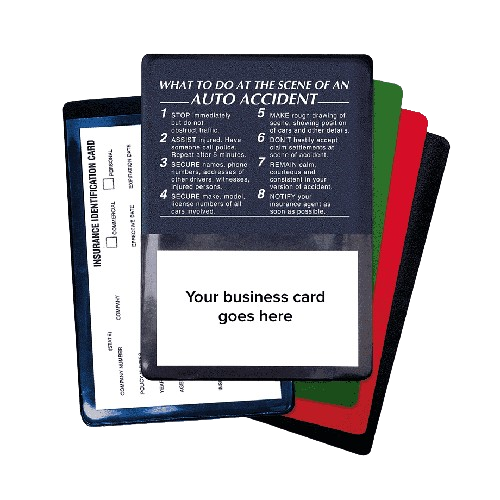 WHAT TO DO AT THE SCENE OF AN
AUTO ACCIDENT
1 STOP immediately
but do not
obstruct traffic.
2 ASSIST injured. Have
someone call police.
Repeat after 5 minutes.
3 SECURE names, phone
numbers, addresses of
other drivers, witnesses,
injured persons.
4 SECURE make, model,
license numbers of all
cars involved.
5 MAKE rough drawing of
scene, showing position
of cars and other details.
6 DON'T hastily accept
claim settlements at
scene of accident.
7 REMAIN calm,
courteous and
consistent in your
version of accident.
8 NOTIFY your
insurance agent as
soon as possible.
Your business card
goes here
INSURANCE IDENTIFICATION CARD
COMMERCIAL
PERSONAL
(STATE)
COMPANY NUMBER
COMPANY
EFFECTIVE DATE
EXPIRATION DATE